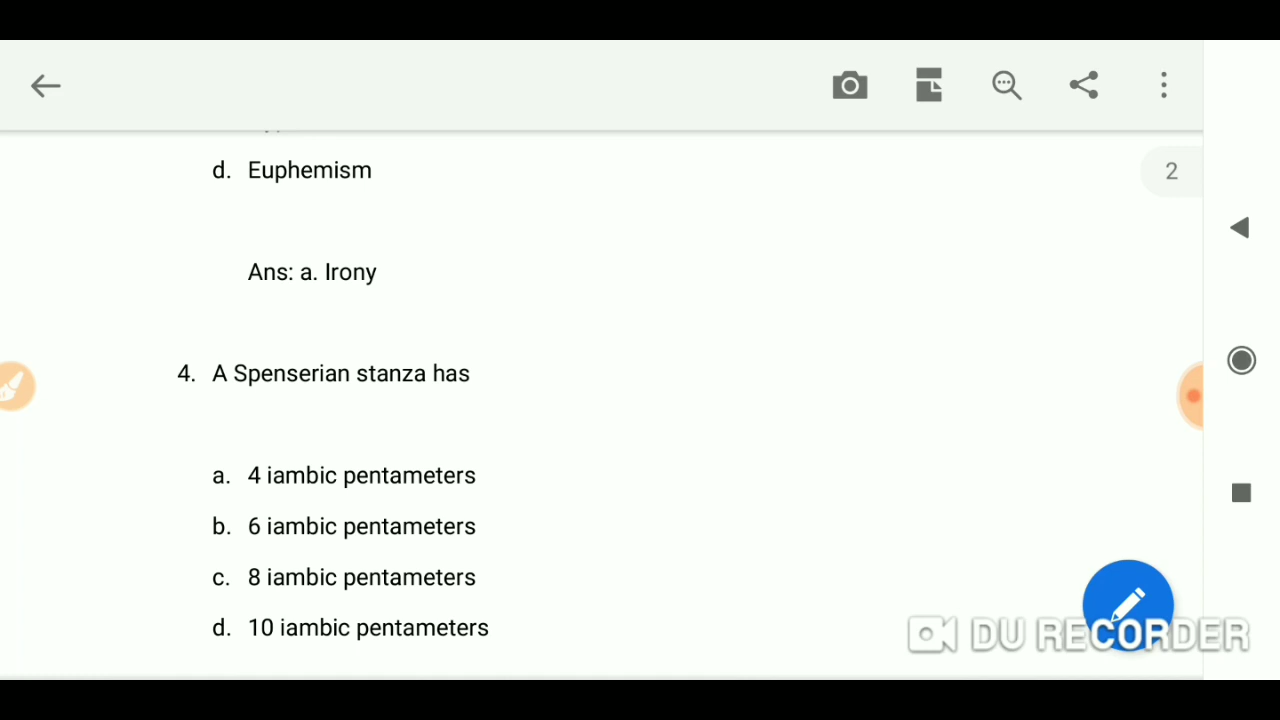 d. Euphemism
2
Ans: a. Irony
4. A Spenserian stanza has
a. 4 iambic pentameters
b. 6 iambic pentameters
c. 8 iambic pentameters
d. 10 iambic pentameters
DU RECORDER